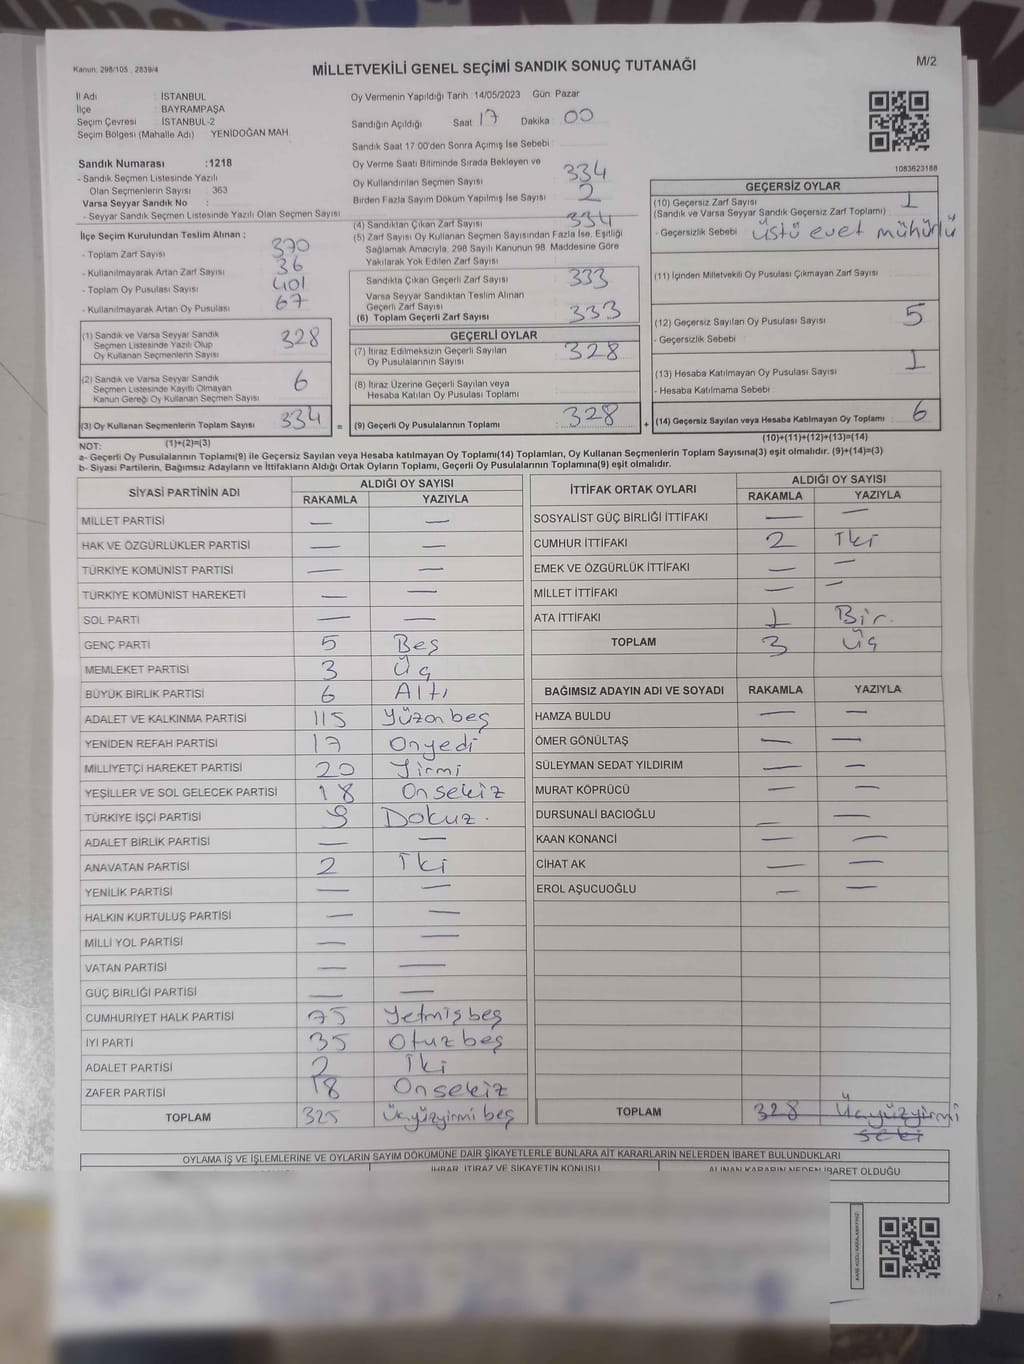 Kanun: 298/105 , 2839/4
MİLLETVEKİLİ GENEL SEÇİMİ SANDIK SONUÇ TUTANAĞI
M/2
İl Adı : İSTANBUL
İlçe : BAYRAMPAŞA
Seçim Çevresi : İSTANBUL-2
Seçim Bölgesi (Mahalle Adı) : YENİDOĞAN MAH
Sandık Numarası :1218
- Sandık Seçmen Listesinde Yazılı
Olan Seçmenlerin Sayısı : 363
Varsa Seyyar Sandık No :
- Seyyar Sandık Seçmen Listesinde Yazılı Olan Seçmen Sayısı
İlçe Seçim Kurulundan Teslim Alınan ;
- Toplam Zarf Sayısı : 370
- Kullanılmayarak Artan Zarf Sayısı : 36
- Toplam Oy Pusulası Sayısı : 401
- Kullanılmayarak Artan Oy Pusulası : 67
(1) Sandık ve Varsa Seyyar Sandık
Seçmen Listesinde Yazılı Olup
Oy Kullanan Seçmenlerin Sayısı : 328
(2) Sandık ve Varsa Seyyar Sandık
Seçmen Listesinde Kayıtlı Olmayan
Kanun Gereği Oy Kullanan Seçmen Sayısı : 6
(3) Oy Kullanan Seçmenlerin Toplam Sayısı : 334 =
Oy Vermenin Yapıldığı Tarih :14/05/2023 Gün: Pazar
Sandığın Açıldığı Saat : 17 Dakika : 00
Sandık Saat 17:00'den Sonra Açımış İse Sebebi :
Oy Verme Saati Bitiminde Sırada Bekleyen ve
Oy Kullandırılan Seçmen Sayısı : 334
Birden Fazla Sayım Döküm Yapılmış İse Sayısı : 2
(4) Sandıktan Çıkan Zarf Sayısı : 334
(5) Zarf Sayısı Oy Kullanan Seçmen Sayısından Fazla İse, Eşitliği
Sağlamak Amacıyla, 298 Sayılı Kanunun 98. Maddesine Göre
Yakılarak Yok Edilen Zarf Sayısı :
Sandıkta Çıkan Geçerli Zarf Sayısı : 333
Varsa Seyyar Sandıktan Teslim Alınan
Geçerli Zarf Sayısı
(6) Toplam Geçerli Zarf Sayısı : 333
GEÇERLİ OYLAR
(7) İtiraz Edilmeksizin Geçerli Sayılan
Oy Pusulalarının Sayısı : 328
(8) İtiraz Üzerine Geçerli Sayılan veya
Hesaba Katılan Oy Pusulası Toplamı :
(9) Geçerli Oy Pusulalarının Toplamı : 328 +
1083623188
GEÇERSİZ OYLAR
(10) Geçersiz Zarf Sayısı 1
(Sandık ve Varsa Seyyar Sandık Geçersiz Zarf Toplamı) :
- Geçersizlik Sebebi : üstü evet mühürlü
(11) İçinden Milletvekili Oy Pusulası Çıkmayan Zarf Sayısı :
(12) Geçersiz Sayılan Oy Pusulası Sayısı : 5
- Geçersizlik Sebebi :
(13) Hesaba Katılmayan Oy Pusulası Sayısı : 1
- Hesaba Katılmama Sebebi :
(14) Geçersiz Sayılan veya Hesaba Katılmayan Oy Toplamı : 6
NOT: (1)+(2)=(3) (10)+(11)+(12)+(13)=(14)
a- Geçerli Oy Pusulasının Toplamı(9) ile Geçersiz Sayılan veya Hesaba katılmayan Oy Toplamı(14) Toplamları, Oy Kullanan Seçmenlerin Toplam Sayısına(3) eşit olmalıdır. (9)+(14)=(3)
b- Siyasi Partilerin, Bağımsız Adayların ve İttifakların Aldığı Ortak Oyların Toplamı, Geçerli Oy Pusulalarının Toplamına(9) eşit olmalıdır.
SİYASİ PARTİNİN ADI ALDIĞI OY SAYISI
RAKAMLA YAZIYLA
MİLLET PARTİSİ — —
HAK VE ÖZGÜRLÜKLER PARTİSİ — —
TÜRKİYE KOMÜNİST PARTİSİ — —
TÜRKİYE KOMÜNİST HAREKETİ — —
SOL PARTİ — —
GENÇ PARTİ 5 Beş
MEMLEKET PARTİSİ 3 Üç
BÜYÜK BİRLİK PARTİSİ 6 Altı
ADALET VE KALKINMA PARTİSİ 115 Yüzonbeş
YENİDEN REFAH PARTİSİ 17 Onyedi
MİLLİYETÇİ HAREKET PARTİSİ 20 Yirmi
YEŞİLLER VE SOL GELECEK PARTİSİ 18 Onsekiz
TÜRKİYE İŞÇİ PARTİSİ 9 Dokuz.
ADALET BİRLİK PARTİSİ — —
ANAVATAN PARTİSİ 2 İki
YENİLİK PARTİSİ — —
HALKIN KURTULUŞ PARTİSİ — —
MİLLİ YOL PARTİSİ — —
VATAN PARTİSİ — —
GÜÇ BİRLİĞİ PARTİSİ — —
CUMHURİYET HALK PARTİSİ 75 Yetmişbeş
İYİ PARTİ 35 Otuzbeş
ADALET PARTİSİ 2 İki
ZAFER PARTİSİ 18 Onsekiz
TOPLAM 325 Üçyüzyirmi beş
İTTİFAK ORTAK OYLARI ALDIĞI OY SAYISI
RAKAMLA YAZIYLA
SOSYALİST GÜÇ BİRLİĞİ İTTİFAKI — —
CUMHUR İTTİFAKI 2 İki
EMEK VE ÖZGÜRLÜK İTTİFAKI — —
MİLLET İTTİFAKI — —
ATA İTTİFAKI 1 Bir.
TOPLAM 3 Üç
BAĞIMSIZ ADAYIN ADI VE SOYADI RAKAMLA YAZIYLA
HAMZA BULDU — —
ÖMER GÖNÜLTAŞ — —
SÜLEYMAN SEDAT YILDIRIM — —
MURAT KÖPRÜCÜ — —
DURSUNALİ BACIOĞLU — —
KAAN KONANCİ — —
CİHAT AK — —
EROL AŞUCUOĞLU — —
TOPLAM 328 Üçyüzyirmi
seki
OYLAMA İŞ VE İŞLEMLERİNE VE OYLARIN SAYIM DÖKÜMÜNE DAİR ŞİKAYETLERLE BUNLARA AİT KARARLARIN NELERDEN İBARET BULUNDUKLARI
İHBAR, İTİRAZ VE ŞİKAYETİN KONUSU ALINAN KARARIN NEDEN İBARET OLDUĞU